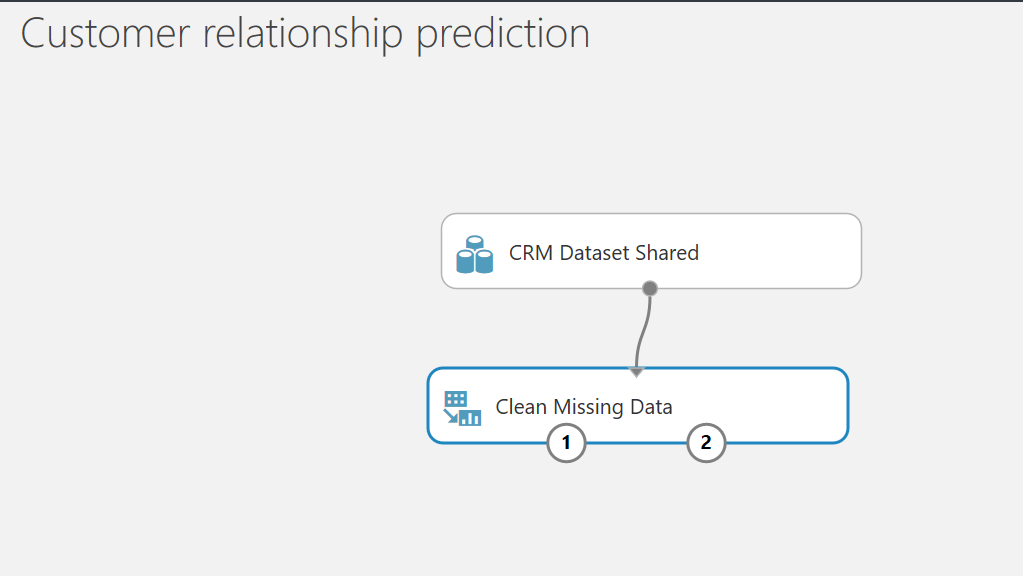 Customer relationship prediction
CRM Dataset Shared
Clean Missing Data
1 2